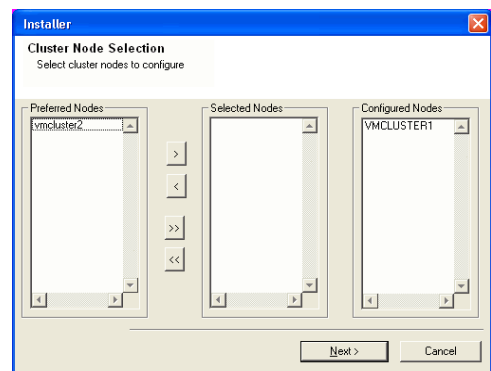 Installer
Cluster Node Selection
Select cluster nodes to configure
Preferred Nodes
Selected Nodes
Configured Nodes
vmcluster2
VMCLUSTER1
>
<
>>
<<
Next >
Cancel